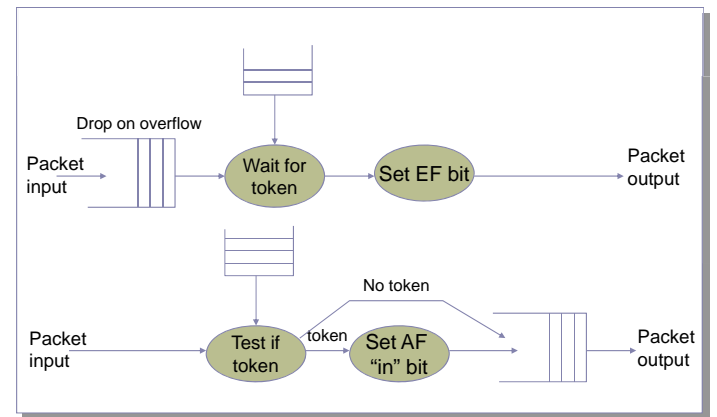 Drop on overflow
Packet
input
Wait for
token
Set EF bit
Packet
output
No token
Packet
input
Test if
token
token
Set AF
“in” bit
Packet
output